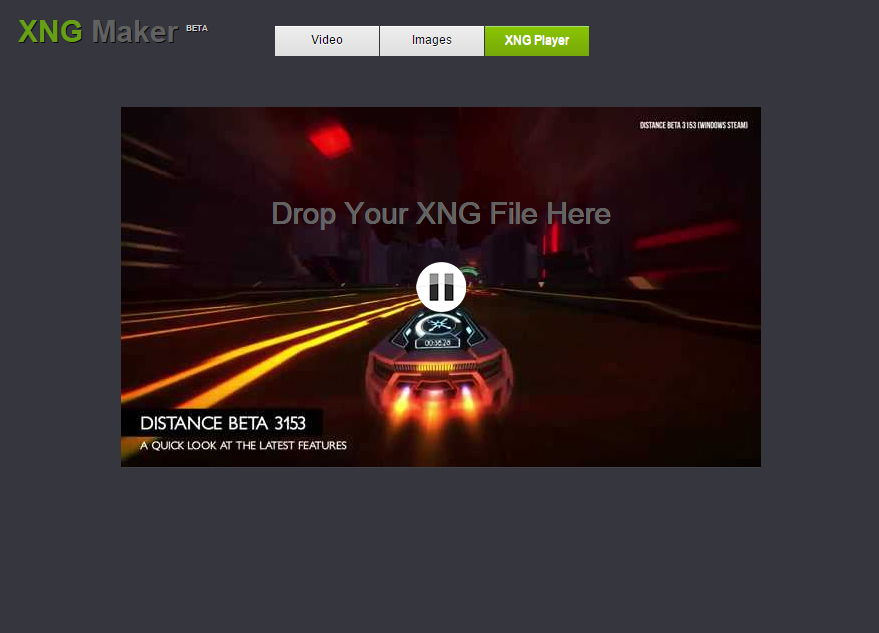 XNG Maker BETA
Video Images XNG Player
DISTANCE BETA 3153 (WINDOWS STEAM)
Drop Your XNG File Here
00:38.28
DISTANCE BETA 3153
A QUICK LOOK AT THE LATEST FEATURES